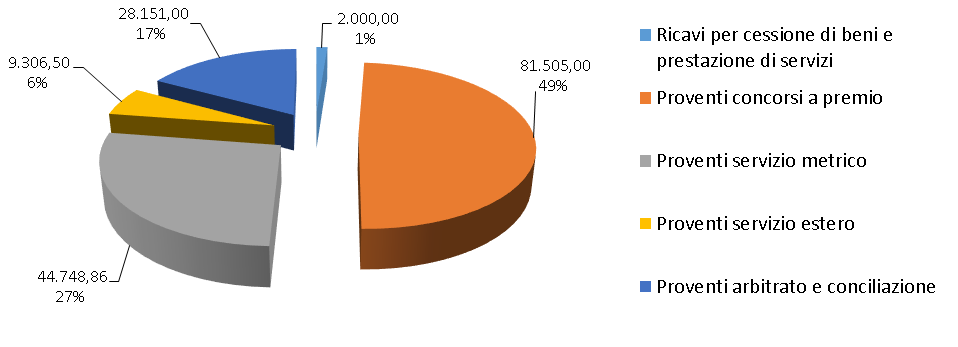 28.151,00
17%
2.000,00
1%
9.306,50
6%
81.505,00
49%
44.748,86
27%
Ricavi per cessione di beni e
prestazione di servizi
Proventi concorsi a premio
Proventi servizio metrico
Proventi servizio estero
Proventi arbitrato e conciliazione